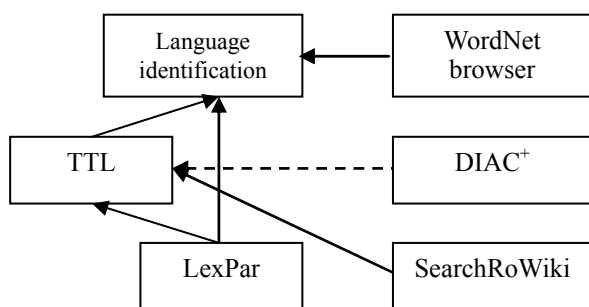 Language
identification
WordNet
browser
TTL
DIAC⁺
LexPar
SearchRoWiki